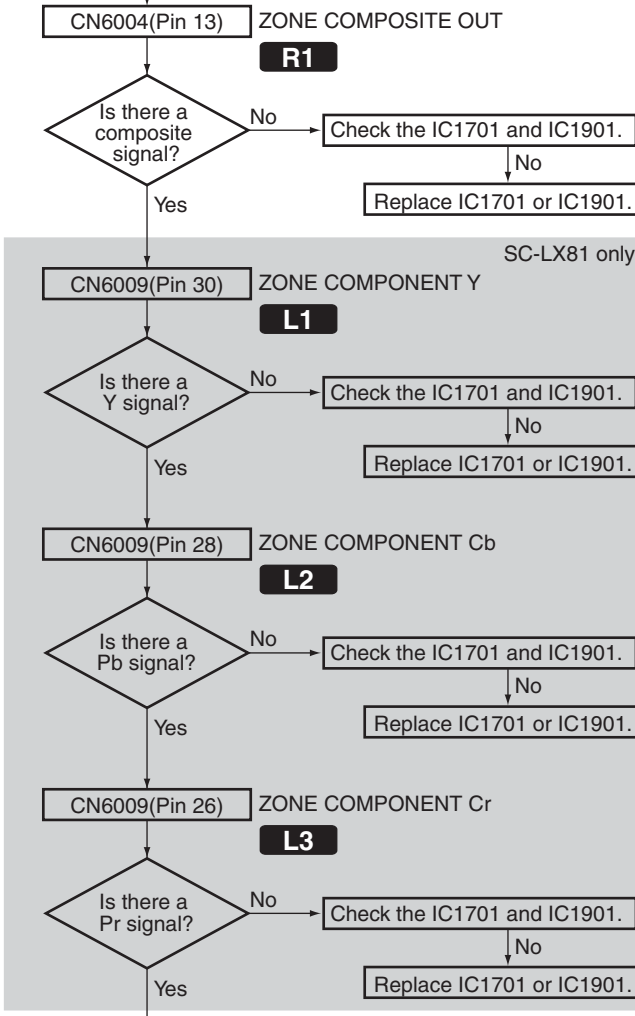 CN6004(Pin 13) ZONE COMPOSITE OUT
R1
Is there a
composite
signal?
No
Check the IC1701 and IC1901.
No
Replace IC1701 or IC1901.
Yes
SC-LX81 only
CN6009(Pin 30) ZONE COMPONENT Y
L1
Is there a
Y signal?
No
Check the IC1701 and IC1901.
No
Replace IC1701 or IC1901.
Yes
CN6009(Pin 28) ZONE COMPONENT Cb
L2
Is there a
Pb signal?
No
Check the IC1701 and IC1901.
No
Replace IC1701 or IC1901.
Yes
CN6009(Pin 26) ZONE COMPONENT Cr
L3
Is there a
Pr signal?
No
Check the IC1701 and IC1901.
No
Replace IC1701 or IC1901.
Yes